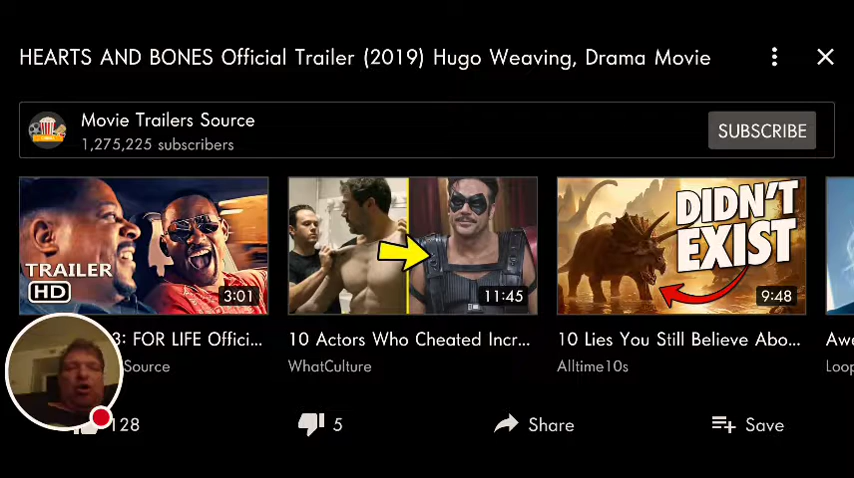 HEARTS AND BONES Official Trailer (2019) Hugo Weaving, Drama Movie
Movie Trailers Source
1,275,225 subscribers
SUBSCRIBE
TRAILER
HD
3:01
11:45
DIDN'T
EXIST
9:48
3: FOR LIFE Offici...
10 Actors Who Cheated Incr...
10 Lies You Still Believe Abo...
Awe
Source
WhatCulture
Alltime10s
Loop
128
5
Share
Save